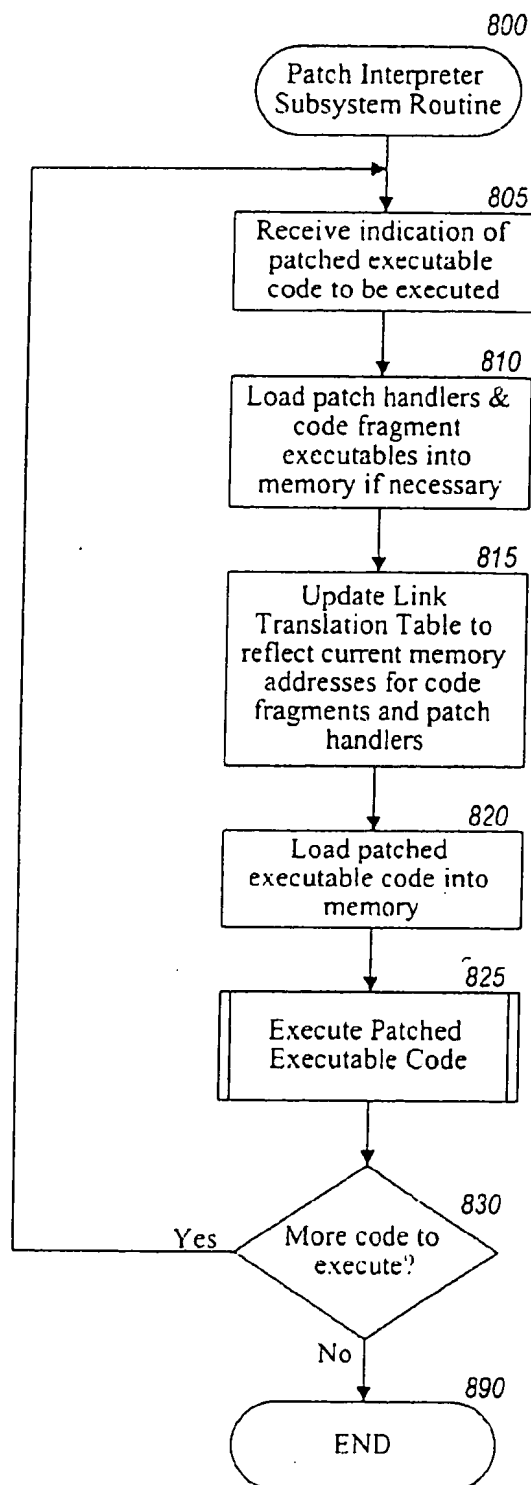 800
Patch Interpreter
Subsystem Routine
805
Receive indication of
patched executable
code to be executed
810
Load patch handlers &
code fragment
executables into
memory if necessary
815
Update Link
Translation Table to
reflect current memory
addresses for code
fragments and patch
handlers
820
Load patched
executable code into
memory
825
Execute Patched
Executable Code
830
More code to
execute?
Yes
No
890
END